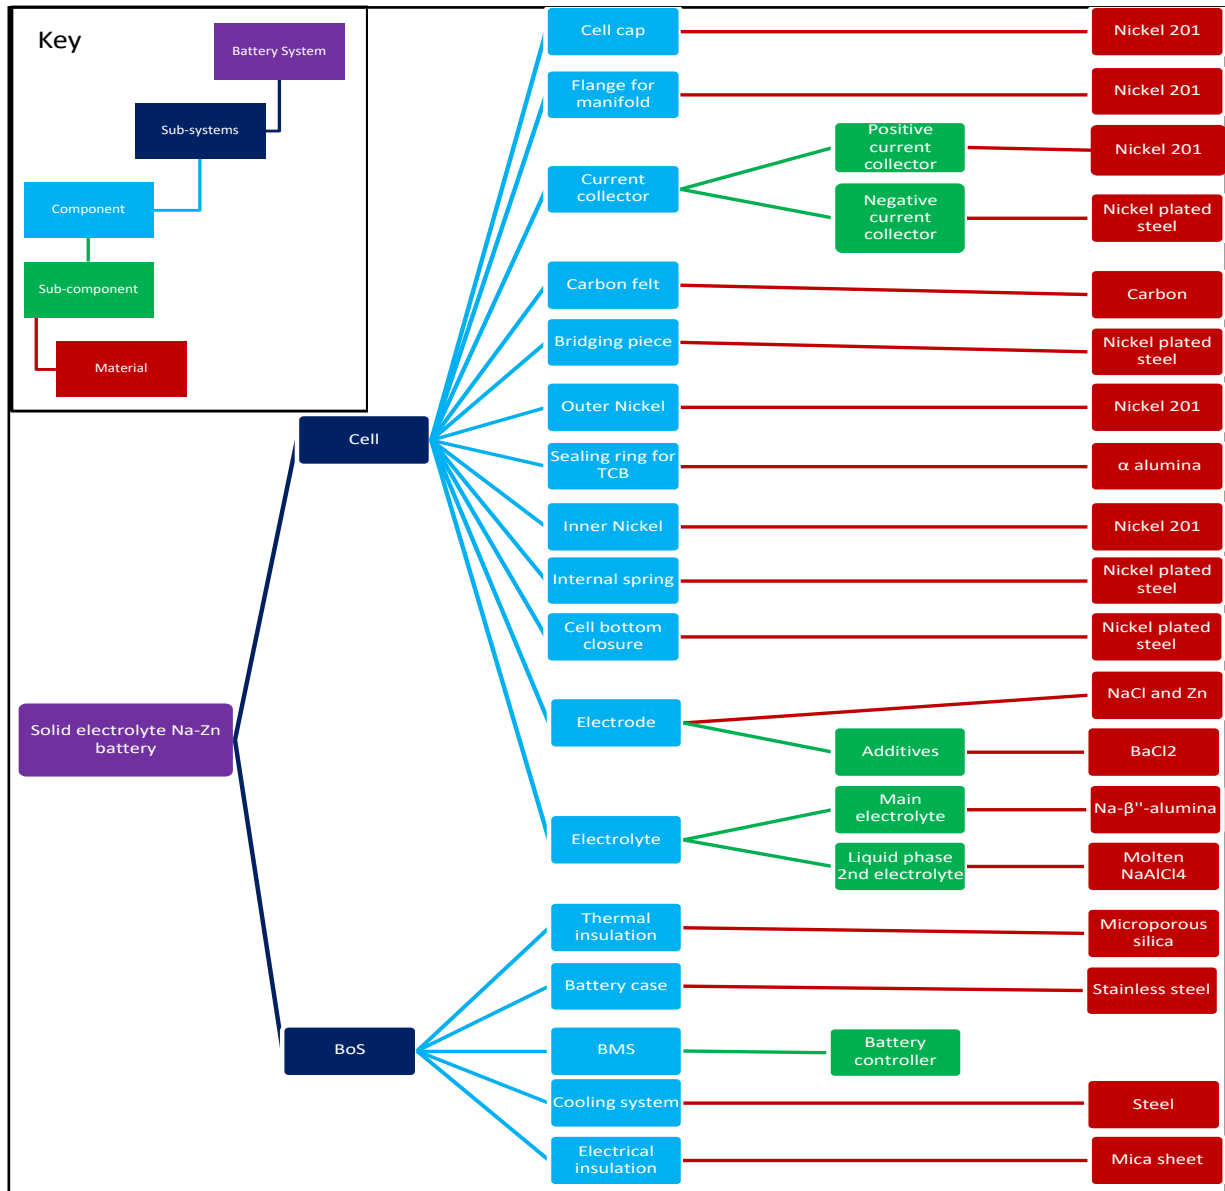 Key
Battery System
Sub-systems
Component
Sub-component
Material
Solid electrolyte Na-Zn
battery
Cell
BoS
Cell cap
Nickel 201
Flange for
manifold
Nickel 201
Current
collector
Positive
current
collector
Nickel 201
Negative
current
collector
Nickel plated
steel
Carbon felt
Carbon
Bridging piece
Nickel plated
steel
Outer Nickel
Nickel 201
Sealing ring for
TCB
α alumina
Inner Nickel
Nickel 201
Internal spring
Nickel plated
steel
Cell bottom
closure
Nickel plated
steel
Electrode
NaCl and Zn
Additives
BaCl2
Electrolyte
Main
electrolyte
Na-β''-alumina
Liquid phase
2nd electrolyte
Molten
NaAlCl4
Thermal
insulation
Microporous
silica
Battery case
Stainless steel
BMS
Battery
controller
Cooling system
Steel
Electrical
insulation
Mica sheet